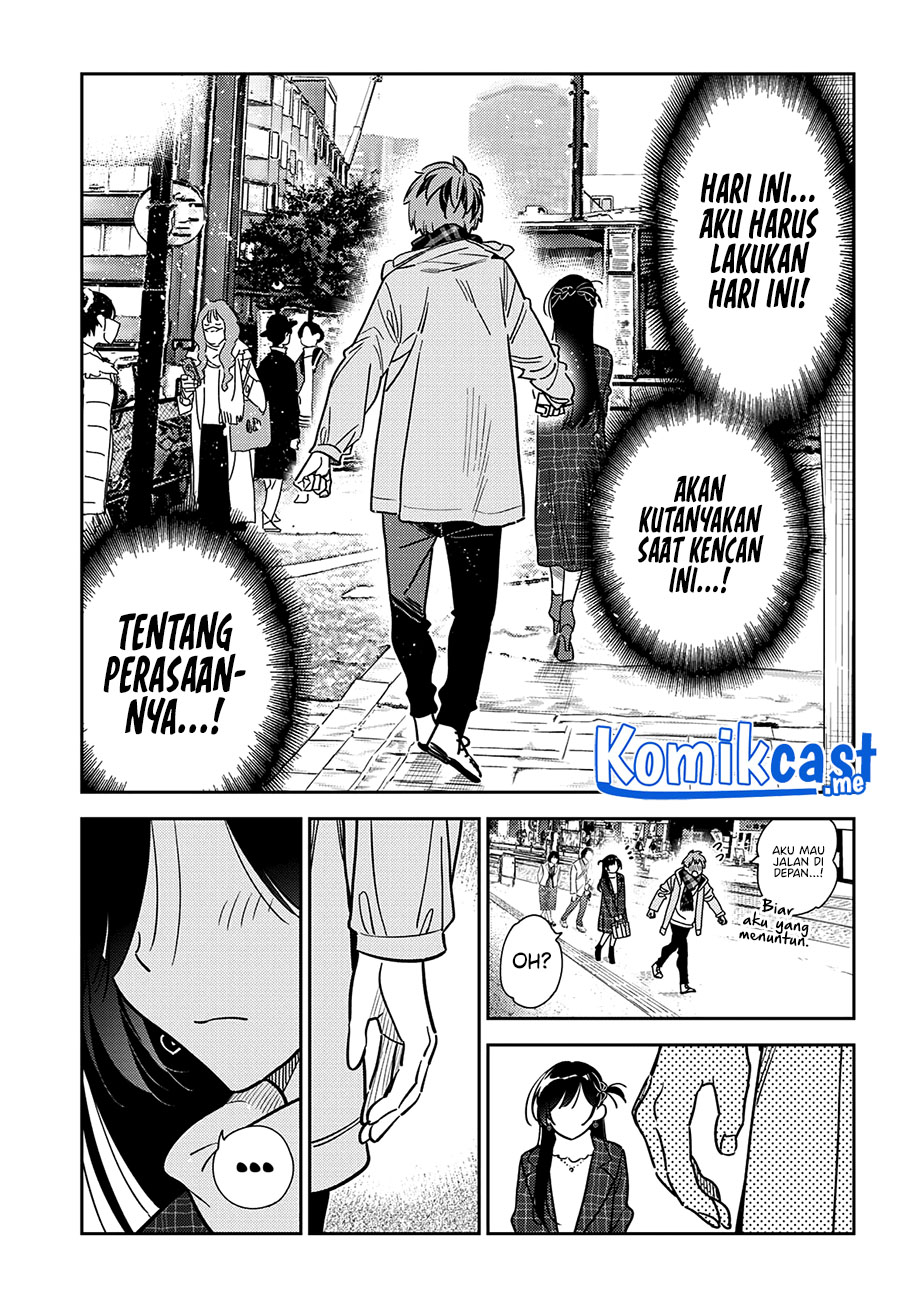 HARI INI...
AKU HARUS
LAKUKAN
HARI INI!
AKAN
KUTANYAKAN
SAAT KENCAN
INI...!
TENTANG
PERASAAN-
NYA...!
Komikcast
.me
AKU MAU
JALAN DI
DEPAN...!
Biar
aku yang
menuntun.
OH?
...